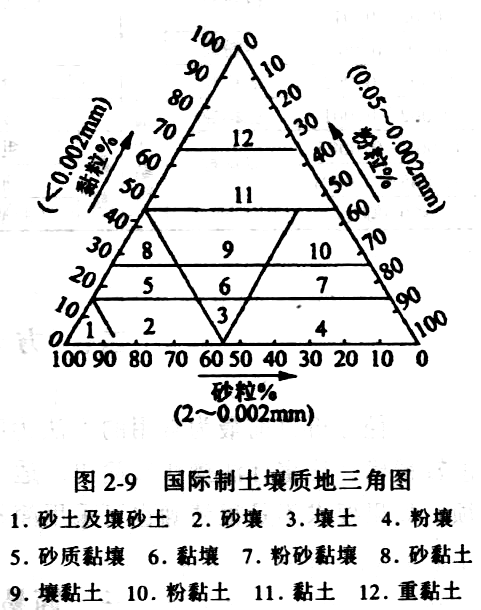 100 0
90 10
80 20
70 30
60 40
50 50
40 60
30 70
20 80
10 90
0 100
(<0.002mm)
黏粒%
(0.05~0.002mm)
粉粒%
12
11
8 9 10
5 6 7
1 2 3 4
100 90 80 70 60 50 40 30 20 10 0
砂粒%
(2~0.002mm)
图 2-9 国际制土壤质地三角图
1. 砂土及壤砂土 2. 砂壤 3. 壤土 4. 粉壤
5. 砂质黏壤 6. 黏壤 7. 粉砂黏壤 8. 砂黏土
9. 壤黏土 10. 粉黏土 11. 黏土 12. 重黏土